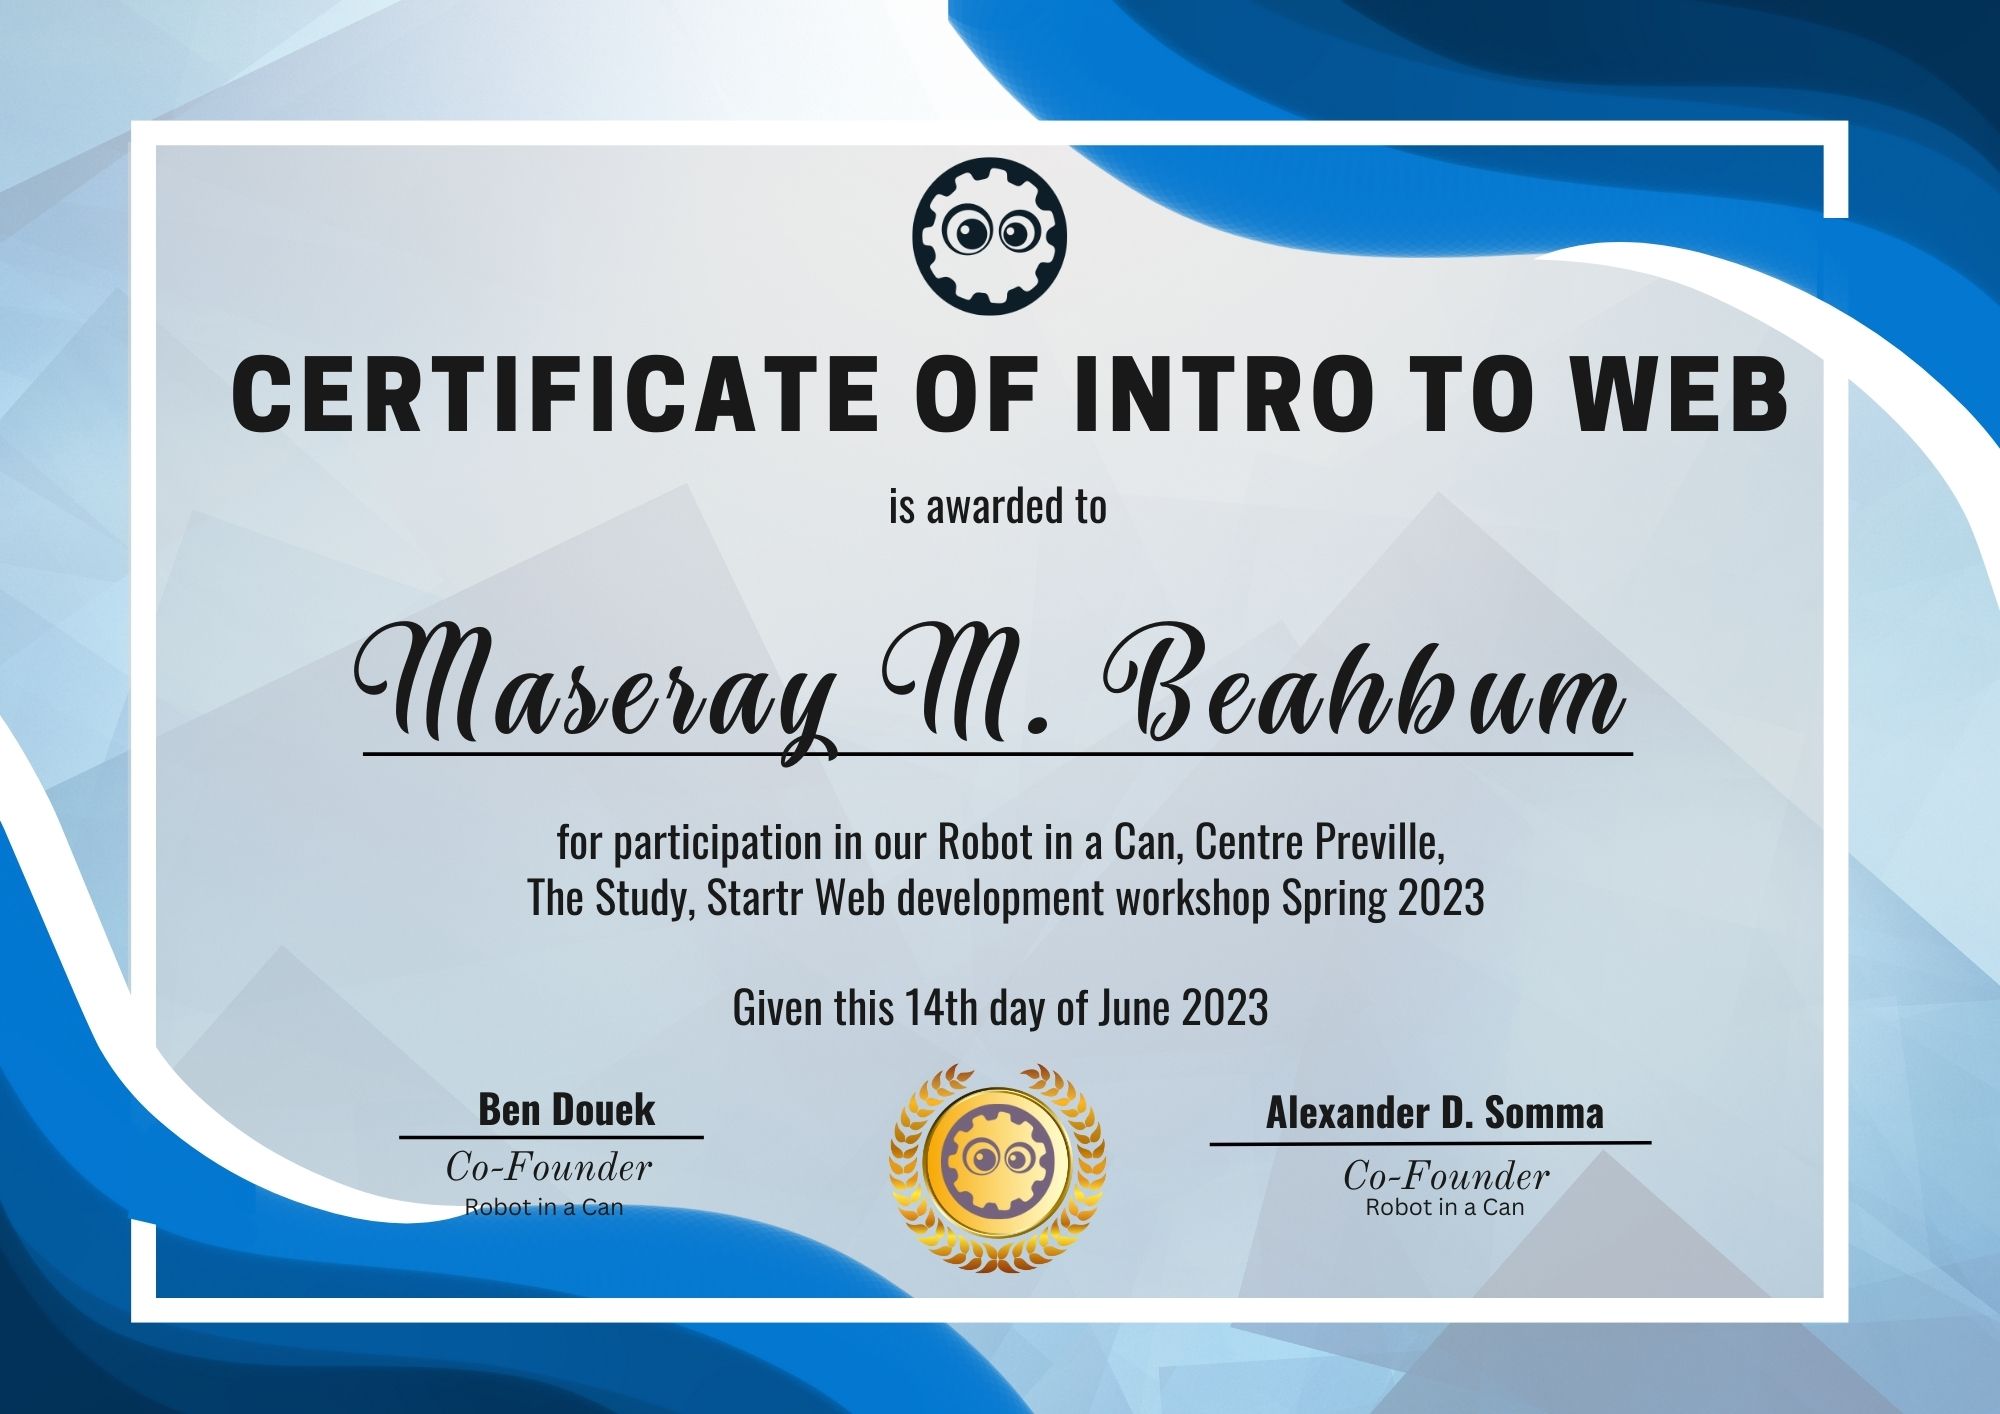 CERTIFICATE OF INTRO TO WEB
is awarded to
Maseray M. Beahbum
for participation in our Robot in a Can, Centre Preville,
The Study, Startr Web development workshop Spring 2023
Given this 14th day of June 2023
Ben Douek
Co-Founder
Robot in a Can
Alexander D. Somma
Co-Founder
Robot in a Can